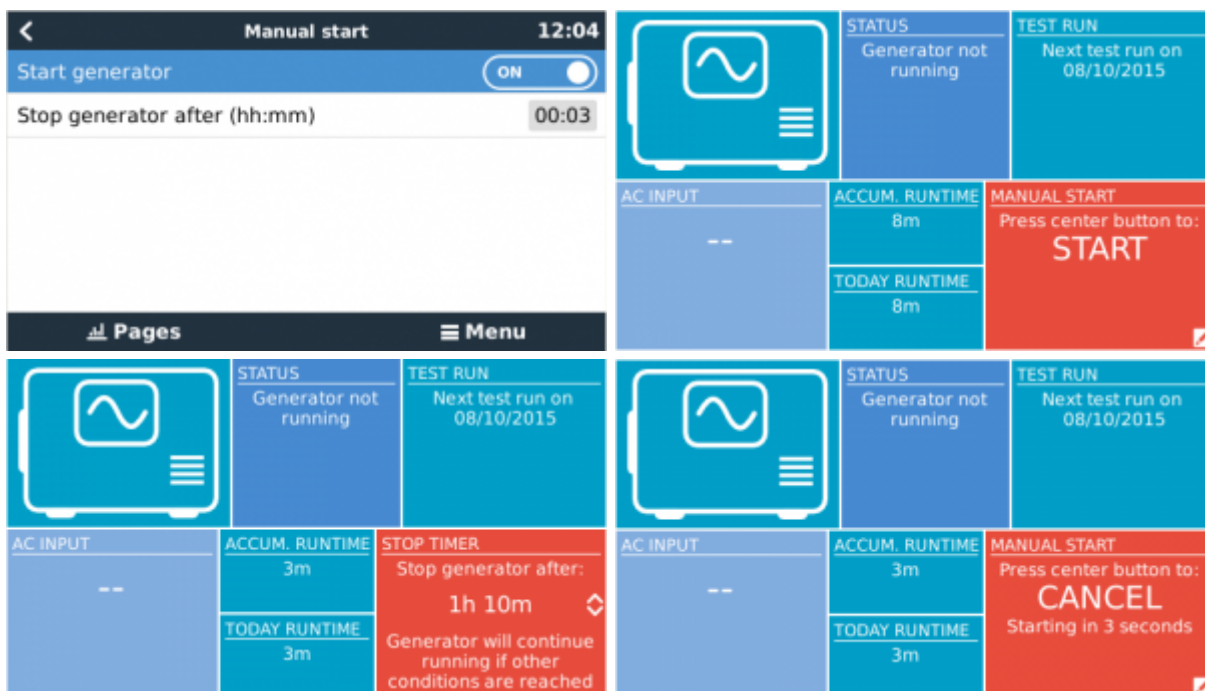 Manual start 12:04
Start generator ON
Stop generator after (hh:mm) 00:03
Pages Menu
STATUS
Generator not
running
TEST RUN
Next test run on
08/10/2015
AC INPUT
--
ACCUM. RUNTIME
8m
TODAY RUNTIME
8m
MANUAL START
Press center button to:
START
STATUS
Generator not
running
TEST RUN
Next test run on
08/10/2015
AC INPUT
--
ACCUM. RUNTIME
3m
TODAY RUNTIME
3m
STOP TIMER
Stop generator after:
1h 10m
Generator will continue
running if other
conditions are reached
STATUS
Generator not
running
TEST RUN
Next test run on
08/10/2015
AC INPUT
--
ACCUM. RUNTIME
3m
TODAY RUNTIME
3m
MANUAL START
Press center button to:
CANCEL
Starting in 3 seconds